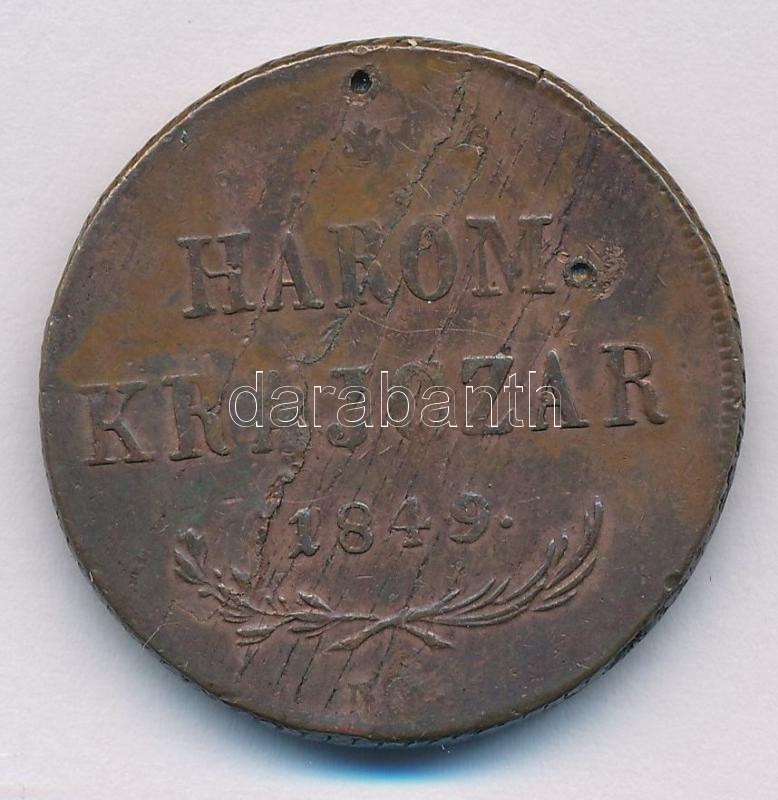 HÁROM
KRAJCZÁR
darabanth
1849.